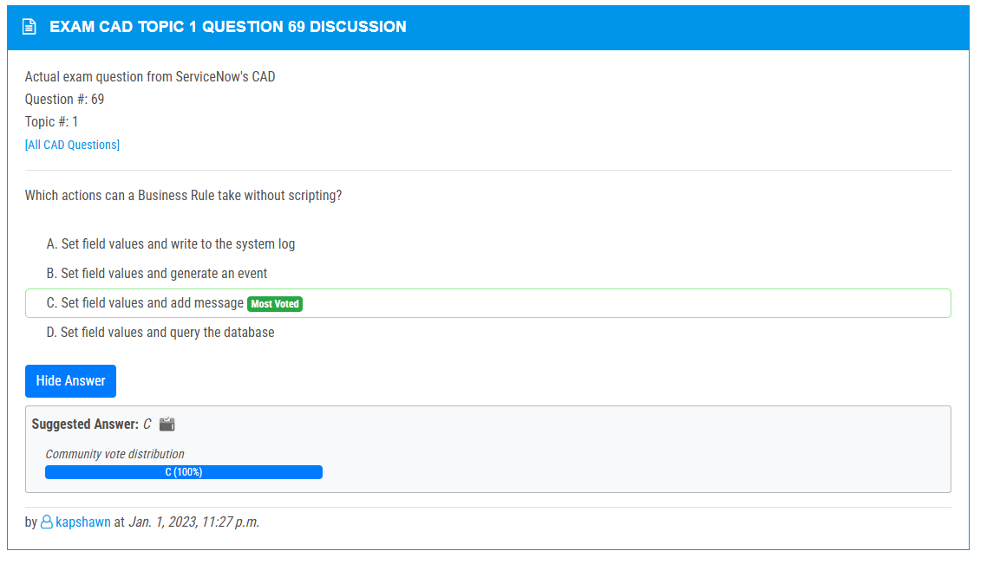 EXAM CAD TOPIC 1 QUESTION 69 DISCUSSION
Actual exam question from ServiceNow's CAD
Question #: 69
Topic #: 1
[All CAD Questions]
Which actions can a Business Rule take without scripting?
A. Set field values and write to the system log
B. Set field values and generate an event
C. Set field values and add message Most Voted
D. Set field values and query the database
Hide Answer
Suggested Answer: C
Community vote distribution
C (100%)
by kapshawn at Jan. 1, 2023, 11:27 p.m.